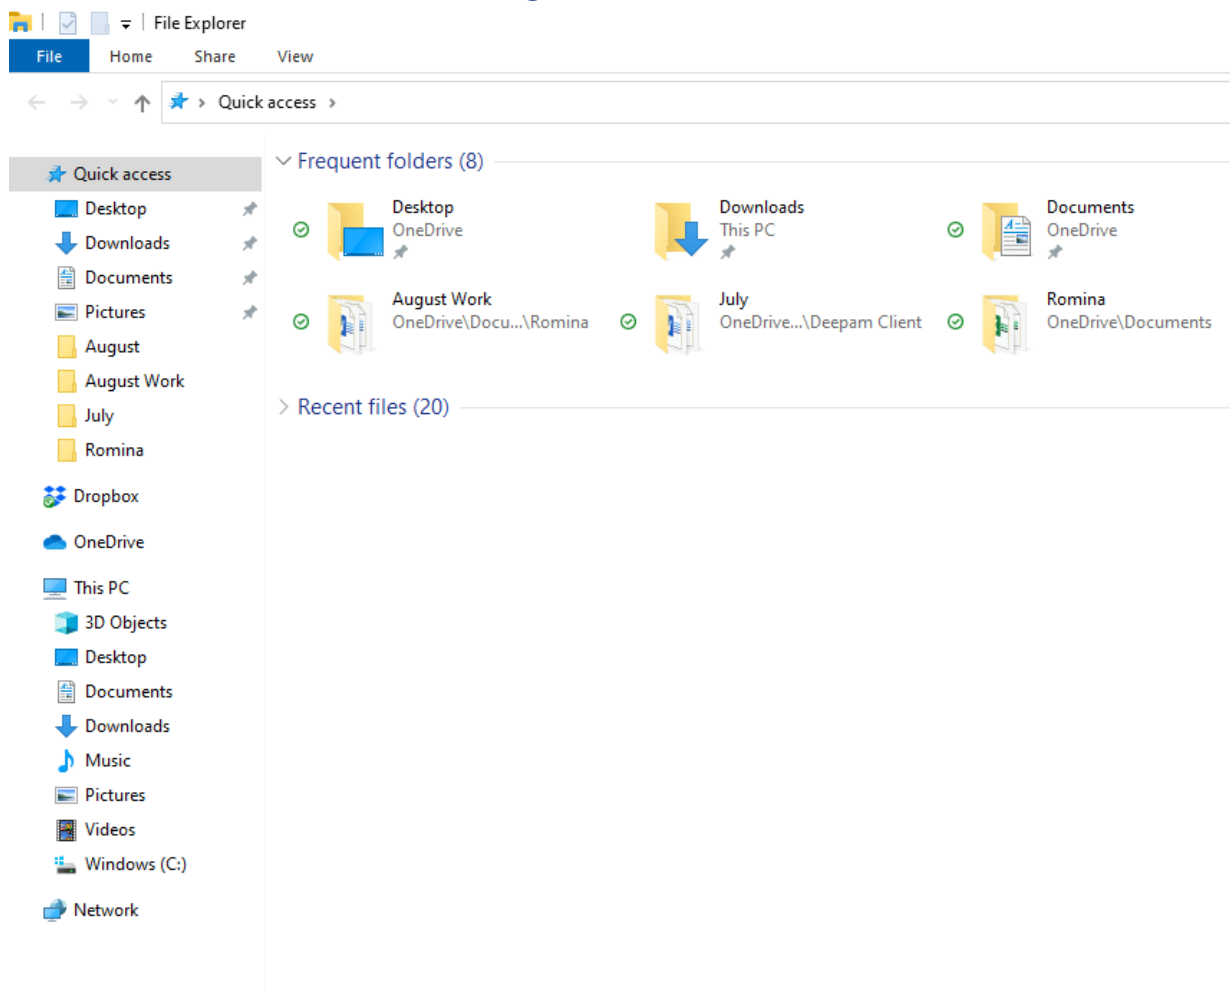 File Explorer
File Home Share View
Quick access
Quick access
Desktop
Downloads
Documents
Pictures
August
August Work
July
Romina
Dropbox
OneDrive
This PC
3D Objects
Desktop
Documents
Downloads
Music
Pictures
Videos
Windows (C:)
Network
Frequent folders (8)
Desktop
OneDrive
Downloads
This PC
Documents
OneDrive
August Work
OneDrive\Docu...\Romina
July
OneDrive...\Deepam Client
Romina
OneDrive\Documents
Recent files (20)